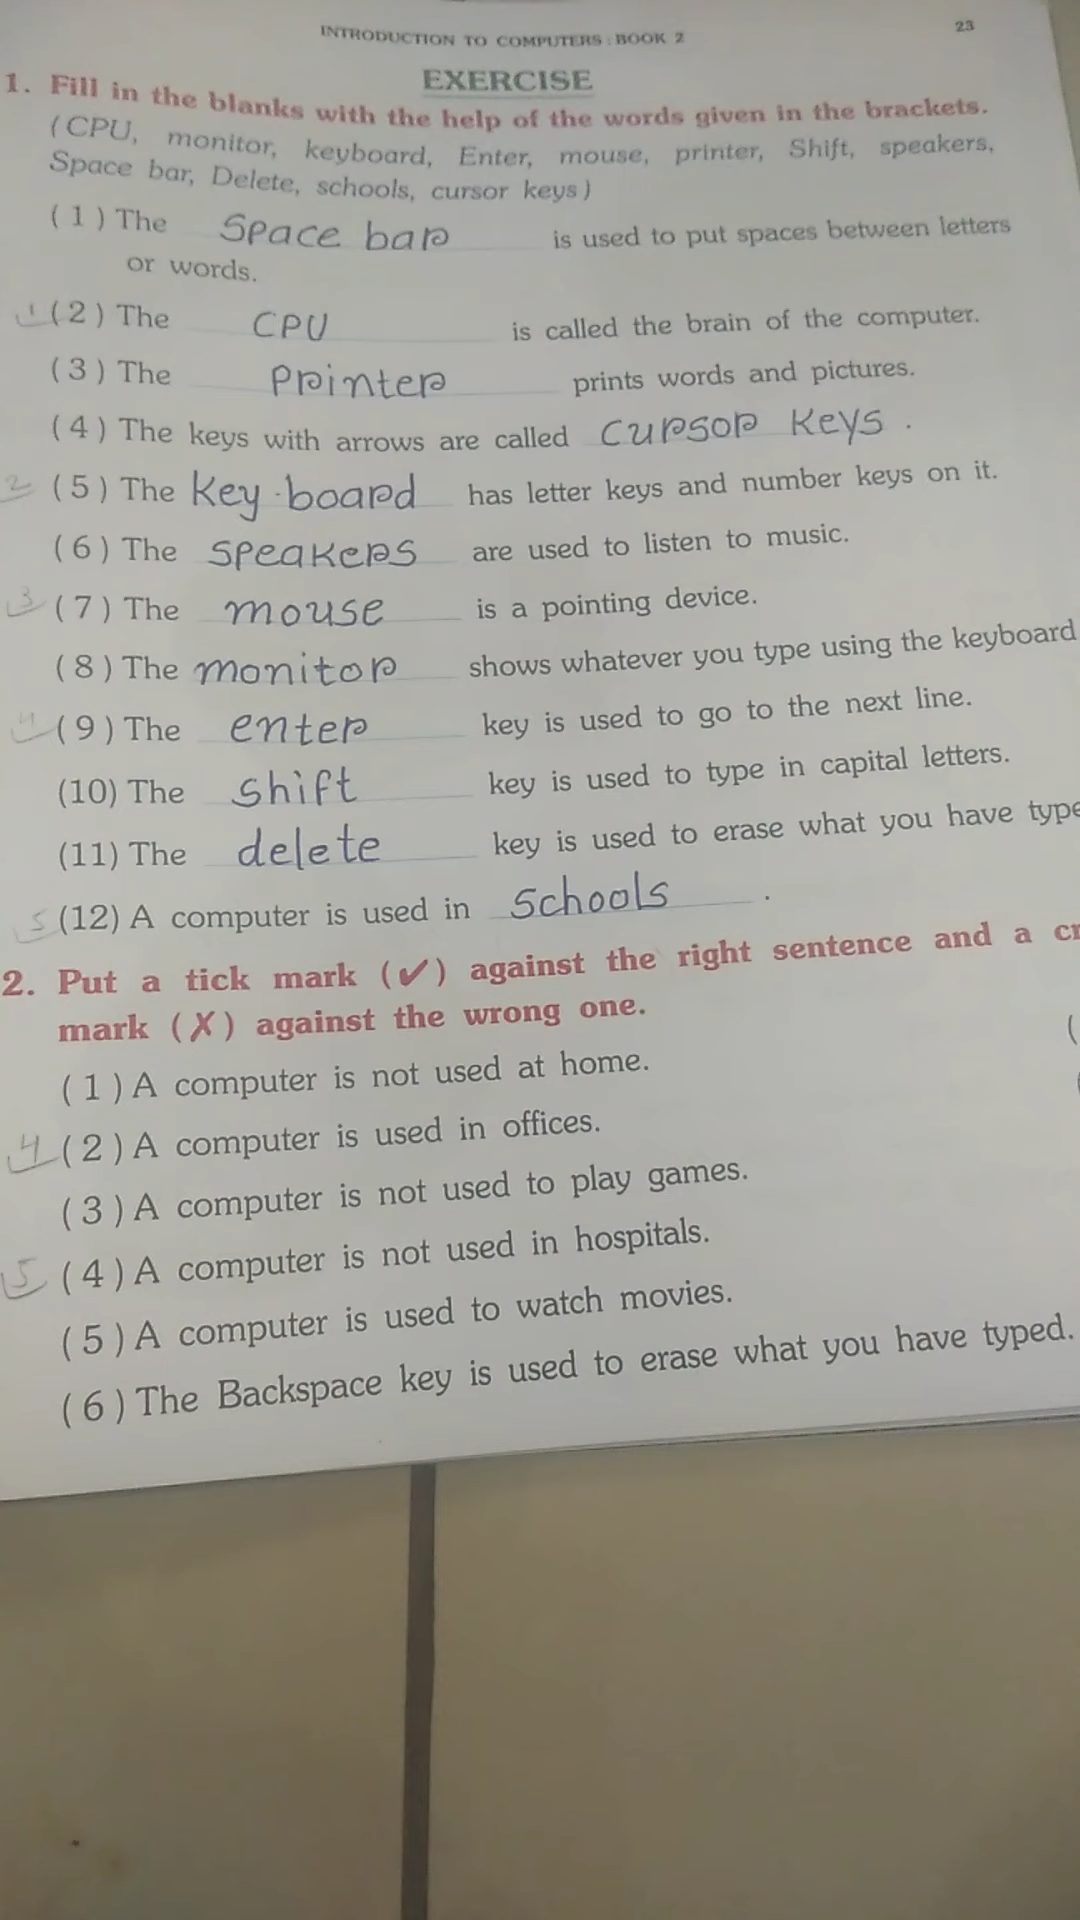 INTRODUCTION TO COMPUTERS : BOOK 2
23
EXERCISE
1. Fill in the blanks with the help of the words given in the brackets.
(CPU, monitor, keyboard, Enter, mouse, printer, Shift, speakers,
Space bar, Delete, schools, cursor keys)
(1) The Space bar is used to put spaces between letters
or words.
1 (2) The CPU is called the brain of the computer.
(3) The Printer prints words and pictures.
(4) The keys with arrows are called Cursor Keys .
2 (5) The Key board has letter keys and number keys on it.
(6) The Speakers are used to listen to music.
3 (7) The mouse is a pointing device.
(8) The monitor shows whatever you type using the keyboard
4 (9) The enter key is used to go to the next line.
(10) The shift key is used to type in capital letters.
(11) The delete key is used to erase what you have type
5 (12) A computer is used in Schools .
2. Put a tick mark (✓) against the right sentence and a cr
mark (✗) against the wrong one.
(1) A computer is not used at home. (
4 (2) A computer is used in offices.
(3) A computer is not used to play games.
5 (4) A computer is not used in hospitals.
(5) A computer is used to watch movies.
(6) The Backspace key is used to erase what you have typed.